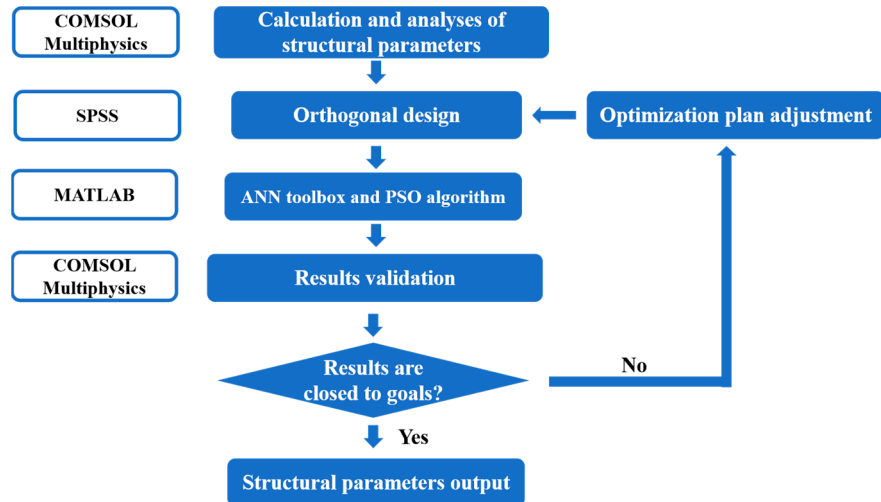 COMSOL
Multiphysics
Calculation and analyses of
structural parameters
SPSS
Orthogonal design
Optimization plan adjustment
MATLAB
ANN toolbox and PSO algorithm
COMSOL
Multiphysics
Results validation
Results are
closed to goals?
No
Yes
Structural parameters output